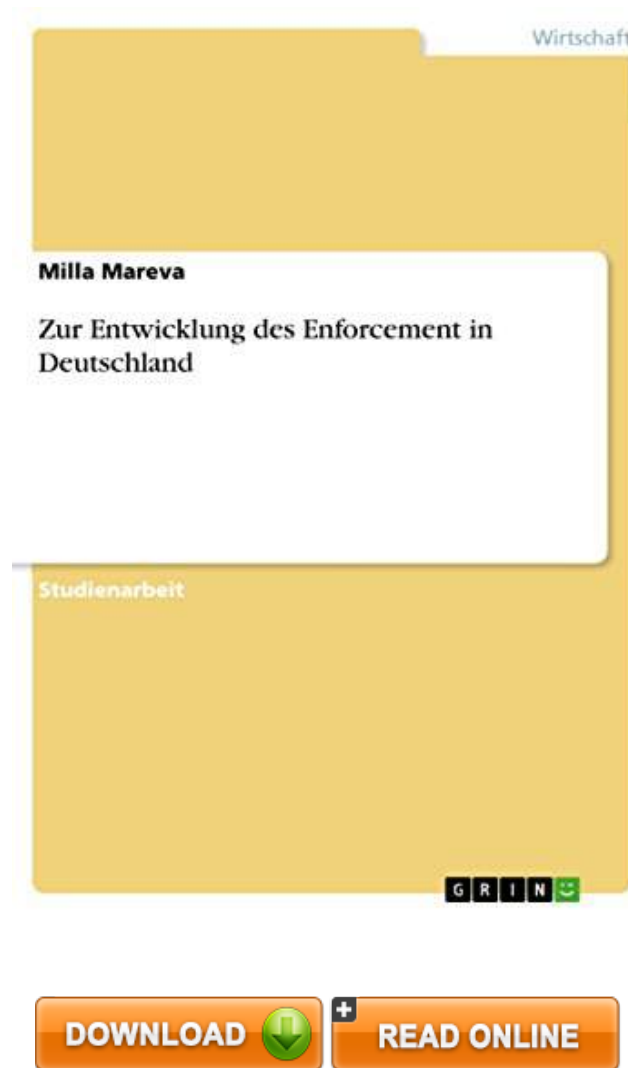 Wirtschaft
Milla Mareva
Zur Entwicklung des Enforcement in
Deutschland
Studienarbeit
GRIN
DOWNLOAD
READ ONLINE